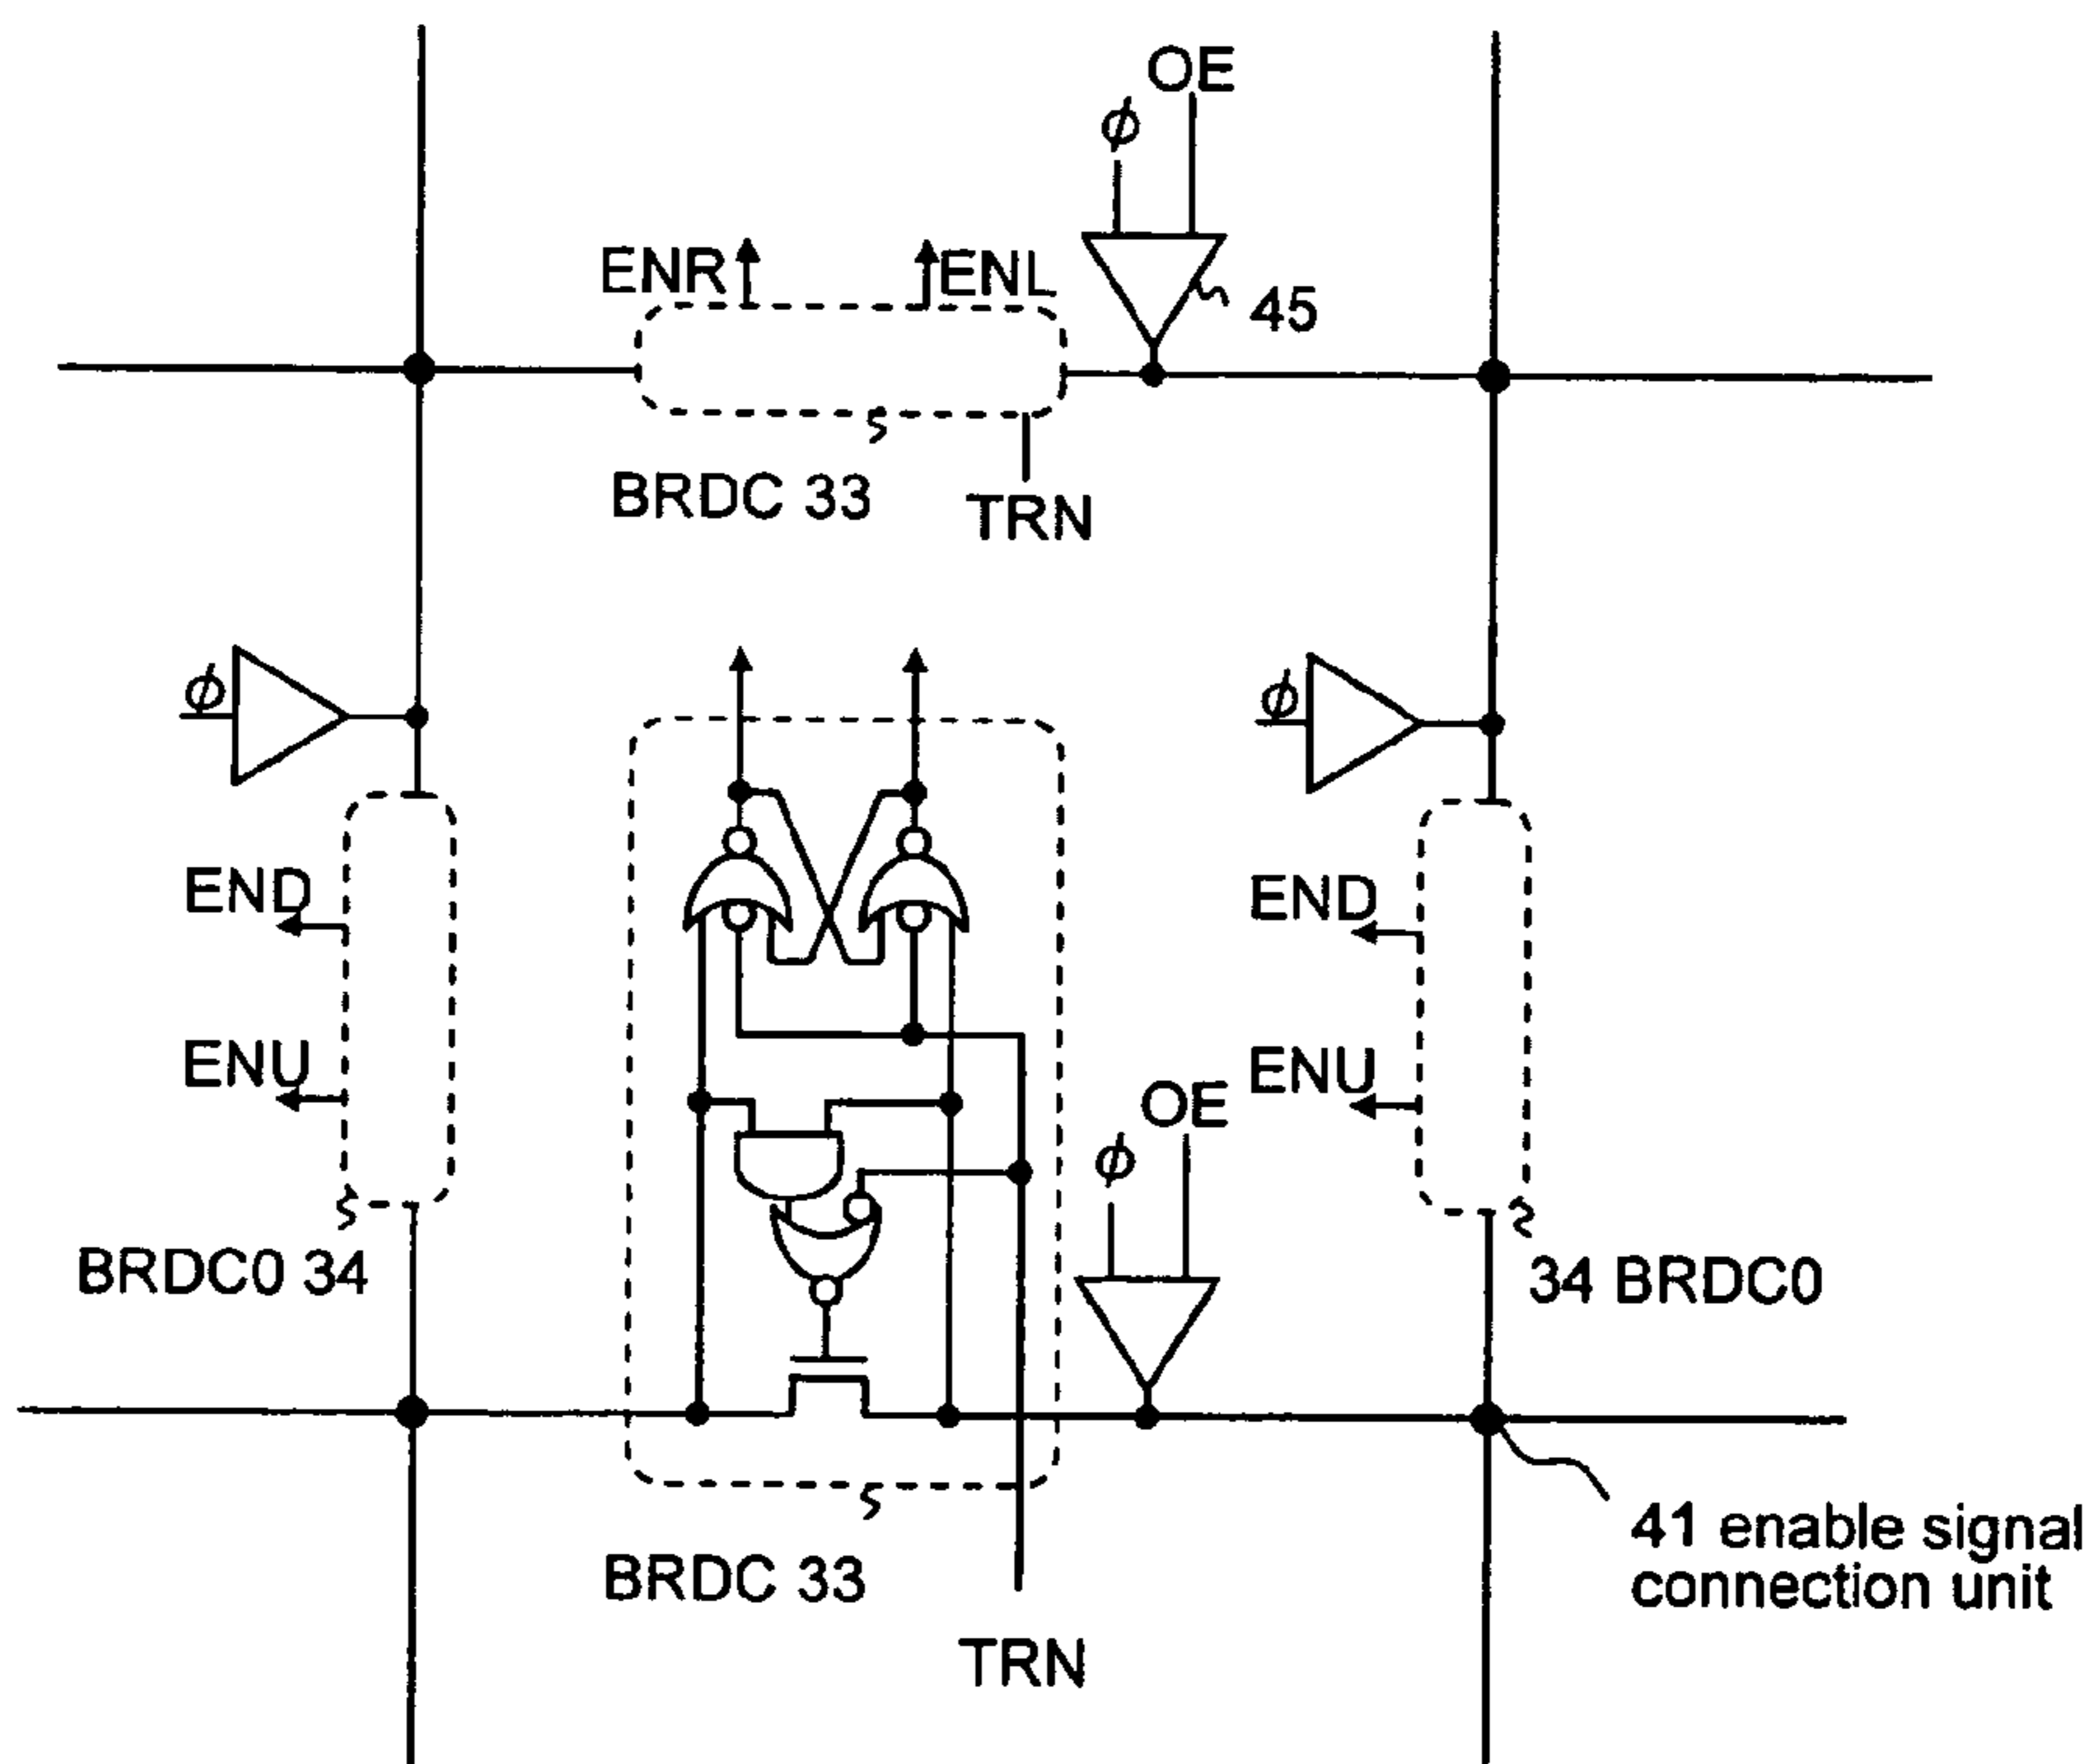 OE
ϕ
ENR
ENL
45
BRDC 33
TRN
ϕ
ϕ
END
END
ENU
ENU
OE
ϕ
BRDC0 34
34 BRDC0
41 enable signal
connection unit
BRDC 33
TRN